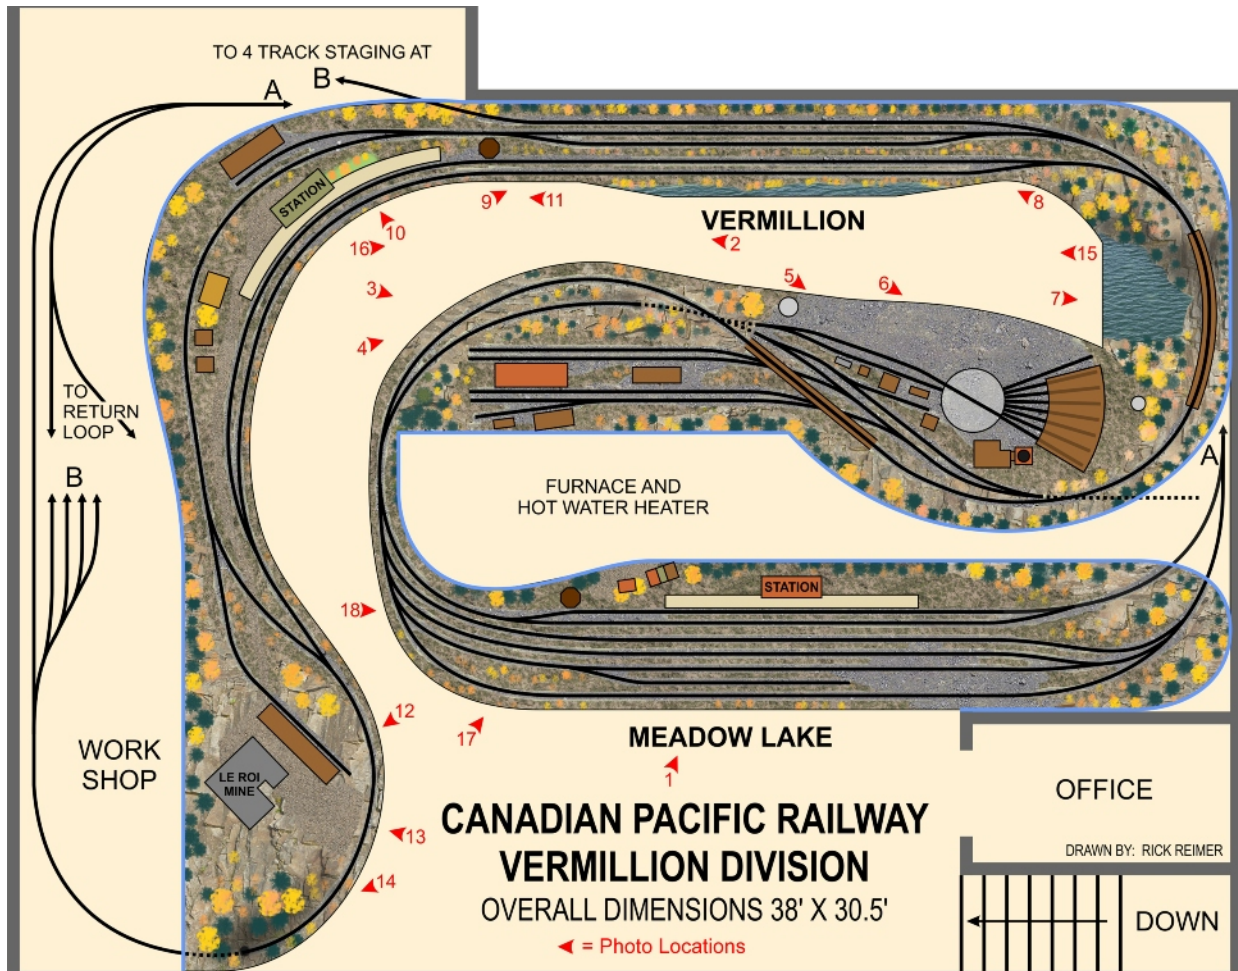 TO 4 TRACK STAGING AT
B
A
STATION
9
11
8
10
16
VERMILLION
2
15
3
5
6
7
4
TO
RETURN
LOOP
A
B
FURNACE AND
HOT WATER HEATER
STATION
18
12
17
MEADOW LAKE
WORK
SHOP
LE ROI
MINE
1
OFFICE
CANADIAN PACIFIC RAILWAY
VERMILLION DIVISION
13
DRAWN BY: RICK REIMER
14
OVERALL DIMENSIONS 38' X 30.5'
DOWN
= Photo Locations